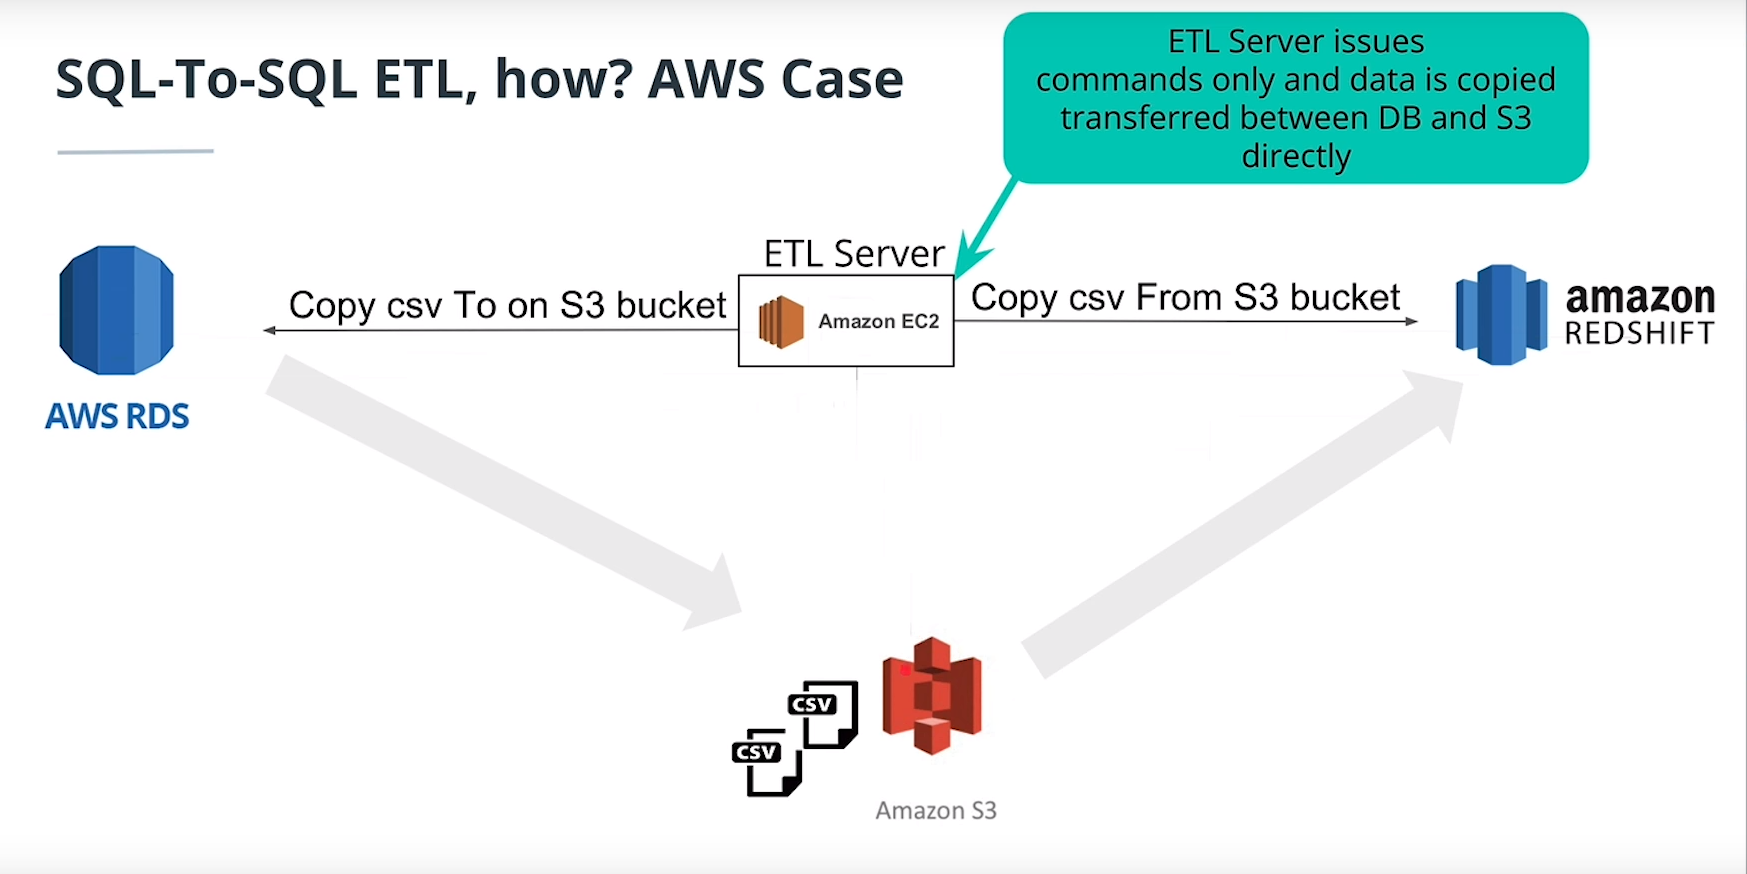 SQL-To-SQL ETL, how? AWS Case
ETL Server issues
commands only and data is copied
transferred between DB and S3
directly
ETL Server
Copy csv To on S3 bucket
Amazon EC2
Copy csv From S3 bucket
amazon
REDSHIFT
AWS RDS
CSV
CSV
Amazon S3